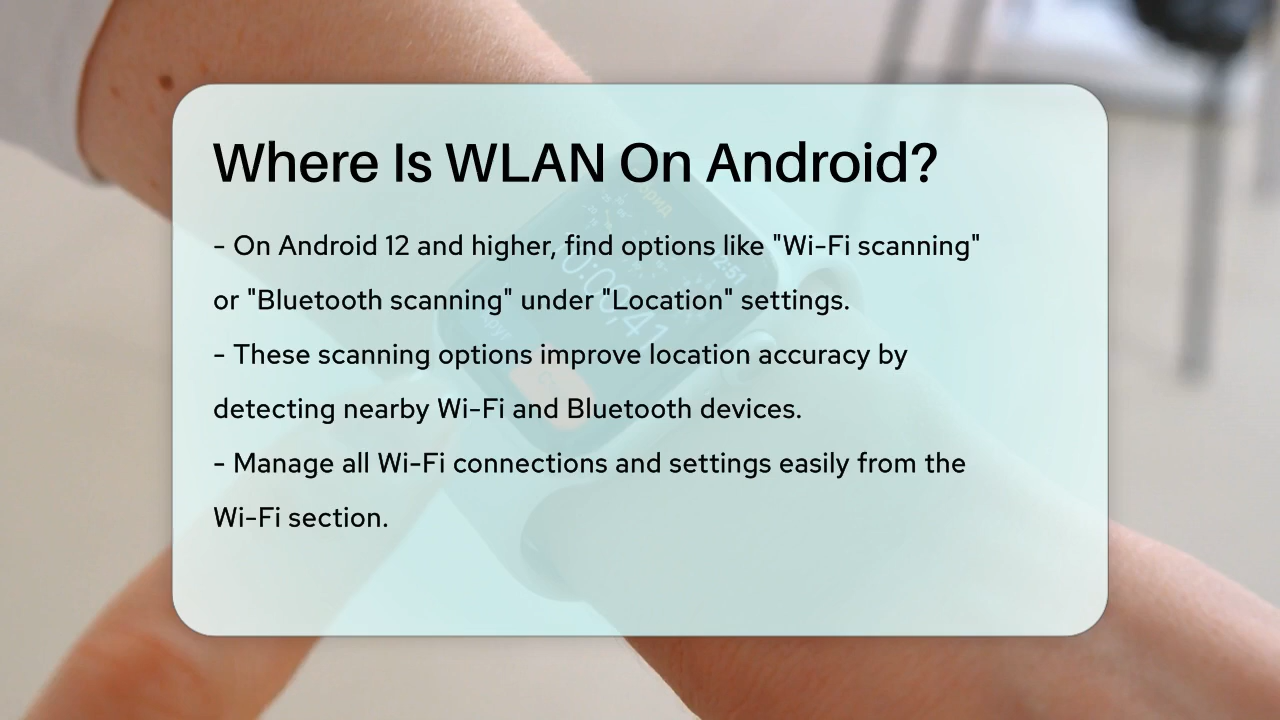 Where Is WLAN On Android?
- On Android 12 and higher, find options like "Wi-Fi scanning"
or "Bluetooth scanning" under "Location" settings.
- These scanning options improve location accuracy by
detecting nearby Wi-Fi and Bluetooth devices.
- Manage all Wi-Fi connections and settings easily from the
Wi-Fi section.